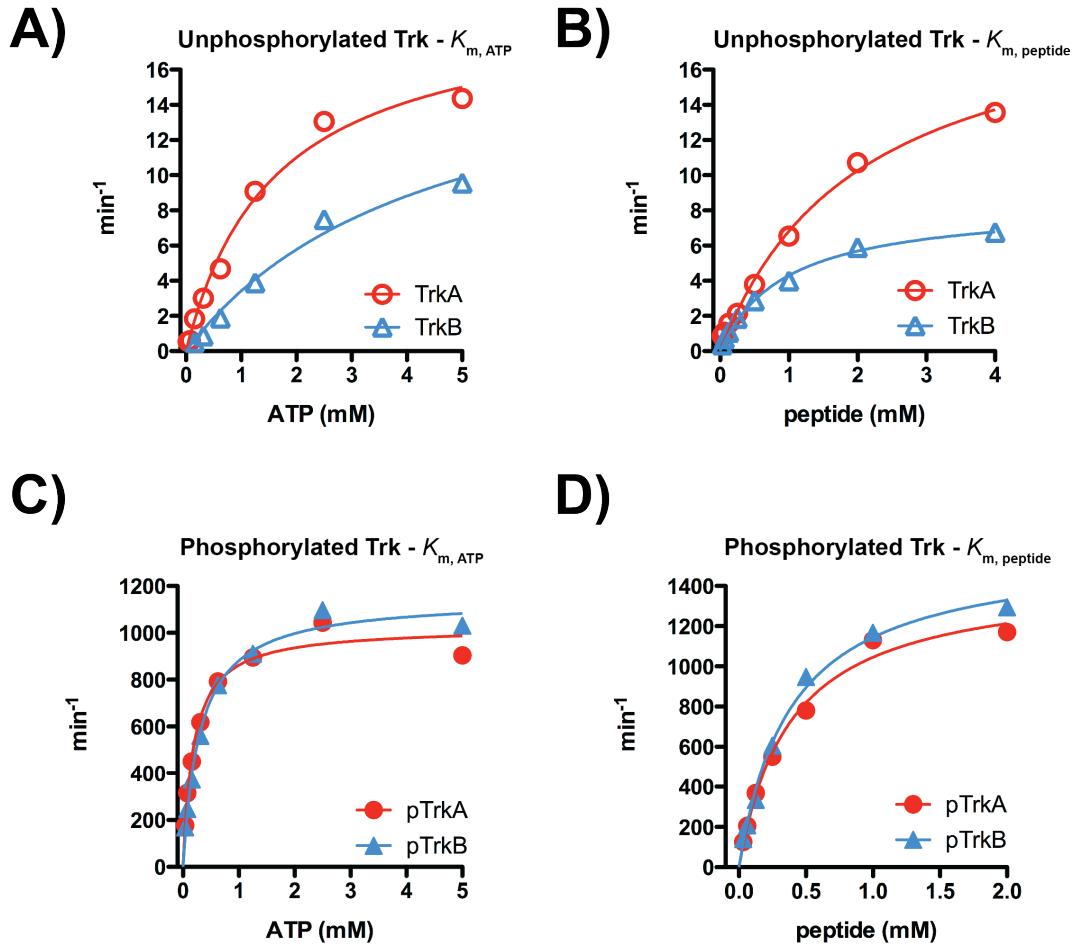 A)
Unphosphorylated Trk - Km, ATP
16
14
12
10
8
6
4
2
0
min-1
0 1 2 3 4 5
ATP (mM)
TrkA
TrkB
B)
Unphosphorylated Trk - Km, peptide
16
14
12
10
8
6
4
2
0
min-1
0 1 2 3 4
peptide (mM)
TrkA
TrkB
C)
Phosphorylated Trk - Km, ATP
1200
1000
800
600
400
200
0
min-1
0 1 2 3 4 5
ATP (mM)
pTrkA
pTrkB
D)
Phosphorylated Trk - Km, peptide
1400
1200
1000
800
600
400
200
0
min-1
0.0 0.5 1.0 1.5 2.0
peptide (mM)
pTrkA
pTrkB